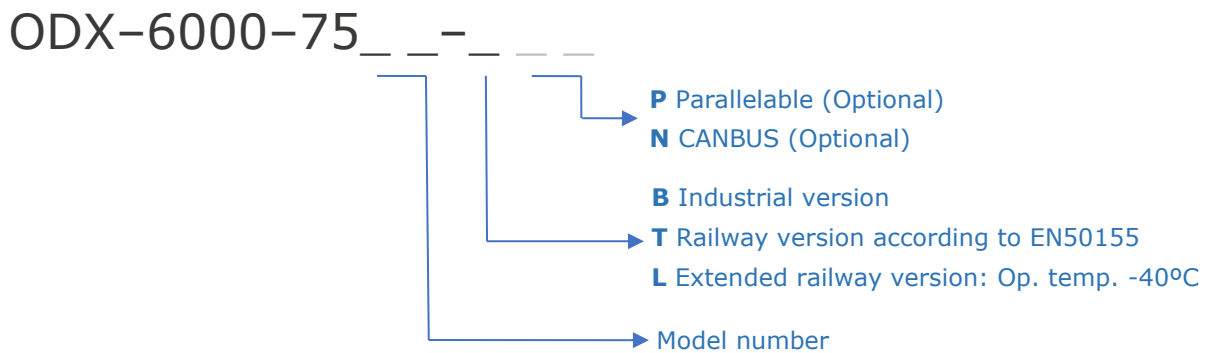 ODX–6000–75_ _–_ _ _
P Parallelable (Optional)
N CANBUS (Optional)
B Industrial version
T Railway version according to EN50155
L Extended railway version: Op. temp. -40ºC
Model number